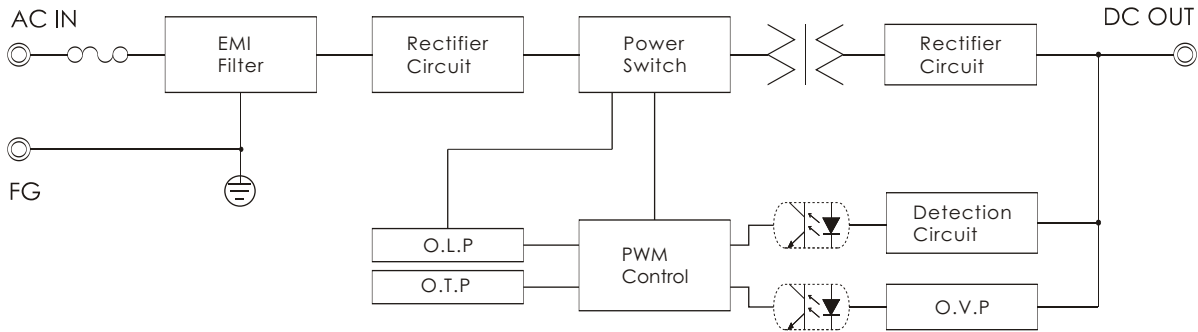 AC IN
DC OUT
EMI
Filter
Rectifier
Circuit
Power
Switch
Rectifier
Circuit
FG
O.L.P
O.T.P
PWM
Control
Detection
Circuit
O.V.P